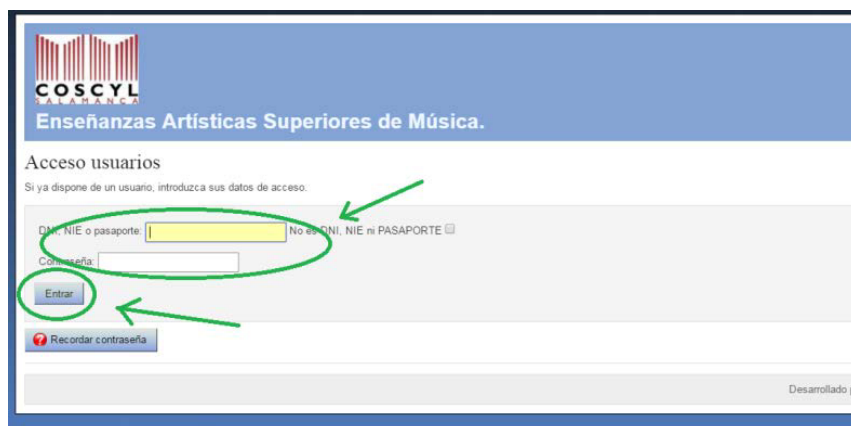 COSCYL
SALAMANCA
Enseñanzas Artísticas Superiores de Música.
Acceso usuarios
Si ya dispone de un usuario, introduzca sus datos de acceso.
DNI, NIE o pasaporte: No es DNI, NIE ni PASAPORTE
Contraseña:
Entrar
Recordar contraseña
Desarrollado